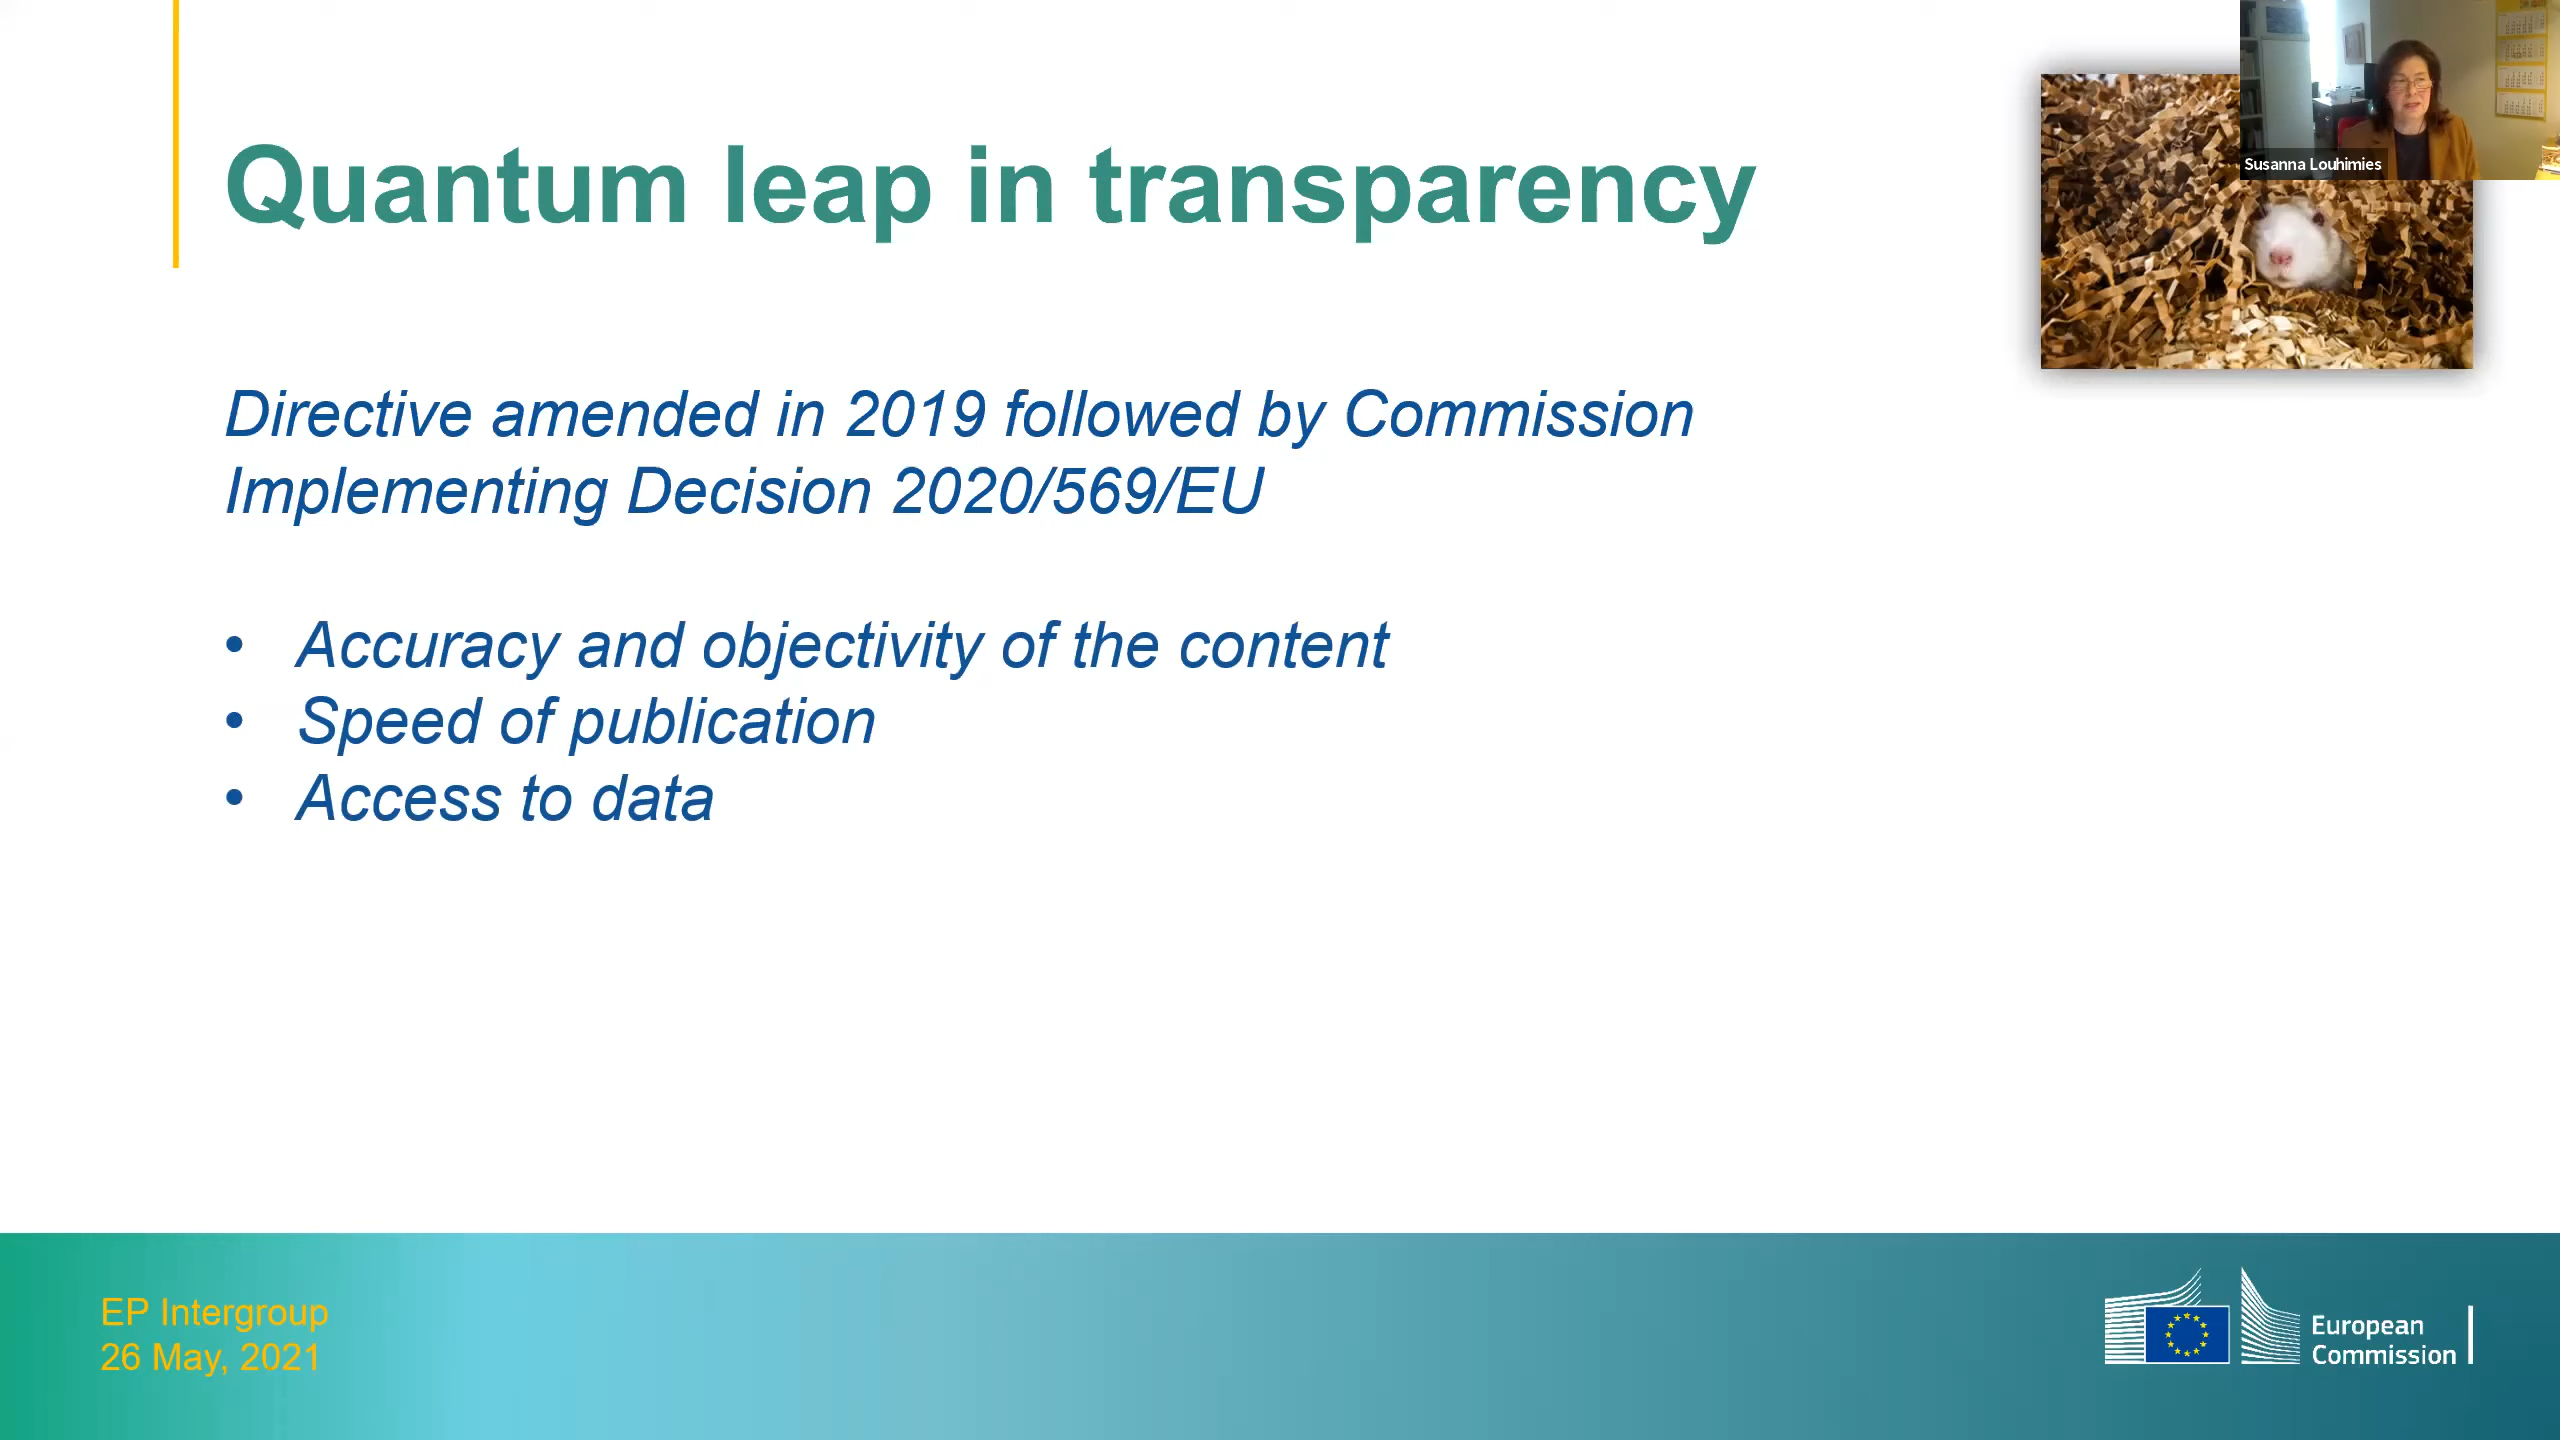 Quantum leap in transparency
Susanna Louhimies
Directive amended in 2019 followed by Commission
Implementing Decision 2020/569/EU
• Accuracy and objectivity of the content
• Speed of publication
• Access to data
EP Intergroup
26 May, 2021
European
Commission